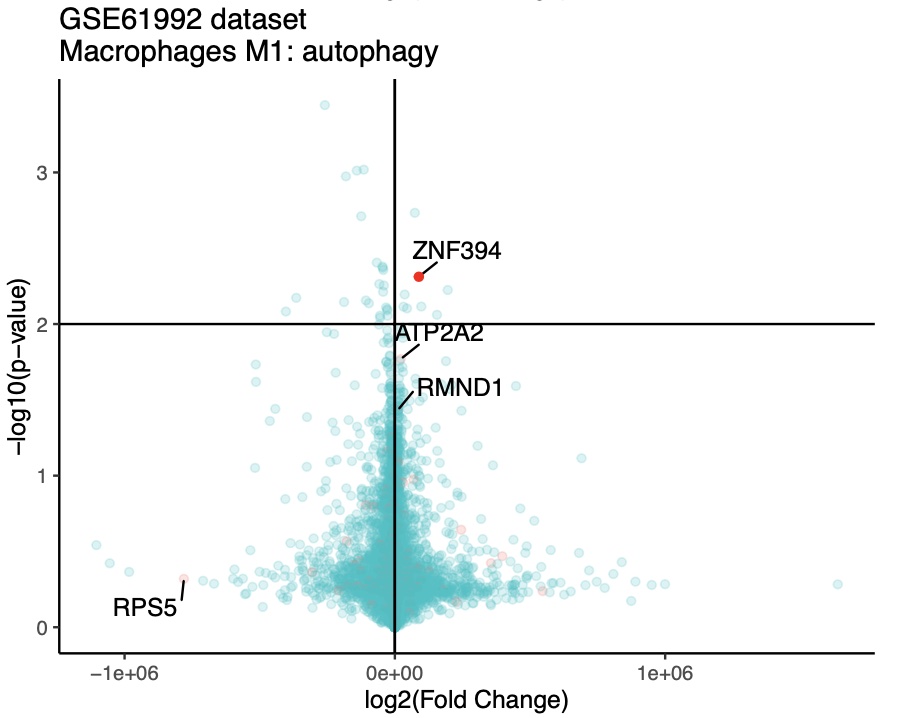 GSE61992 dataset
Macrophages M1: autophagy
3
ZNF394
2
ATP2A2
RMND1
1
RPS5
0
−log10(p−value)
−1e+06
0e+00
1e+06
log2(Fold Change)